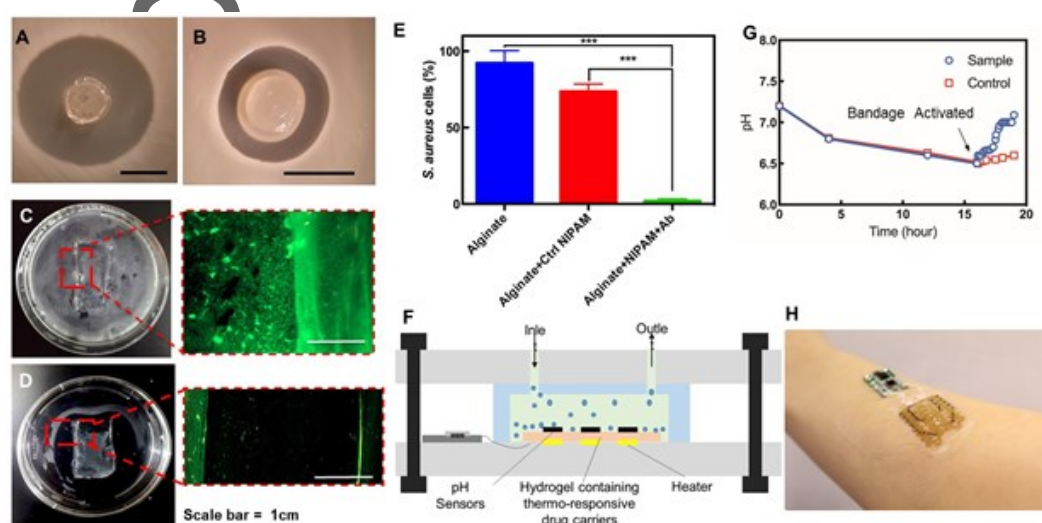 A
B
C
D
Scale bar = 1cm
E
S. aureus cells (%)
100
50
0
Alginate
Alginate+Ctrl NIPAM
Alginate+NIPAM+Ab
***
***
F
Inle
Outle
pH
Sensors
Hydrogel containing
thermo-responsive
drug carriers
Heater
G
pH
8.0
7.5
7.0
6.5
6.0
Sample
Control
Bandage Activated
0
5
10
15
20
Time (hour)
H